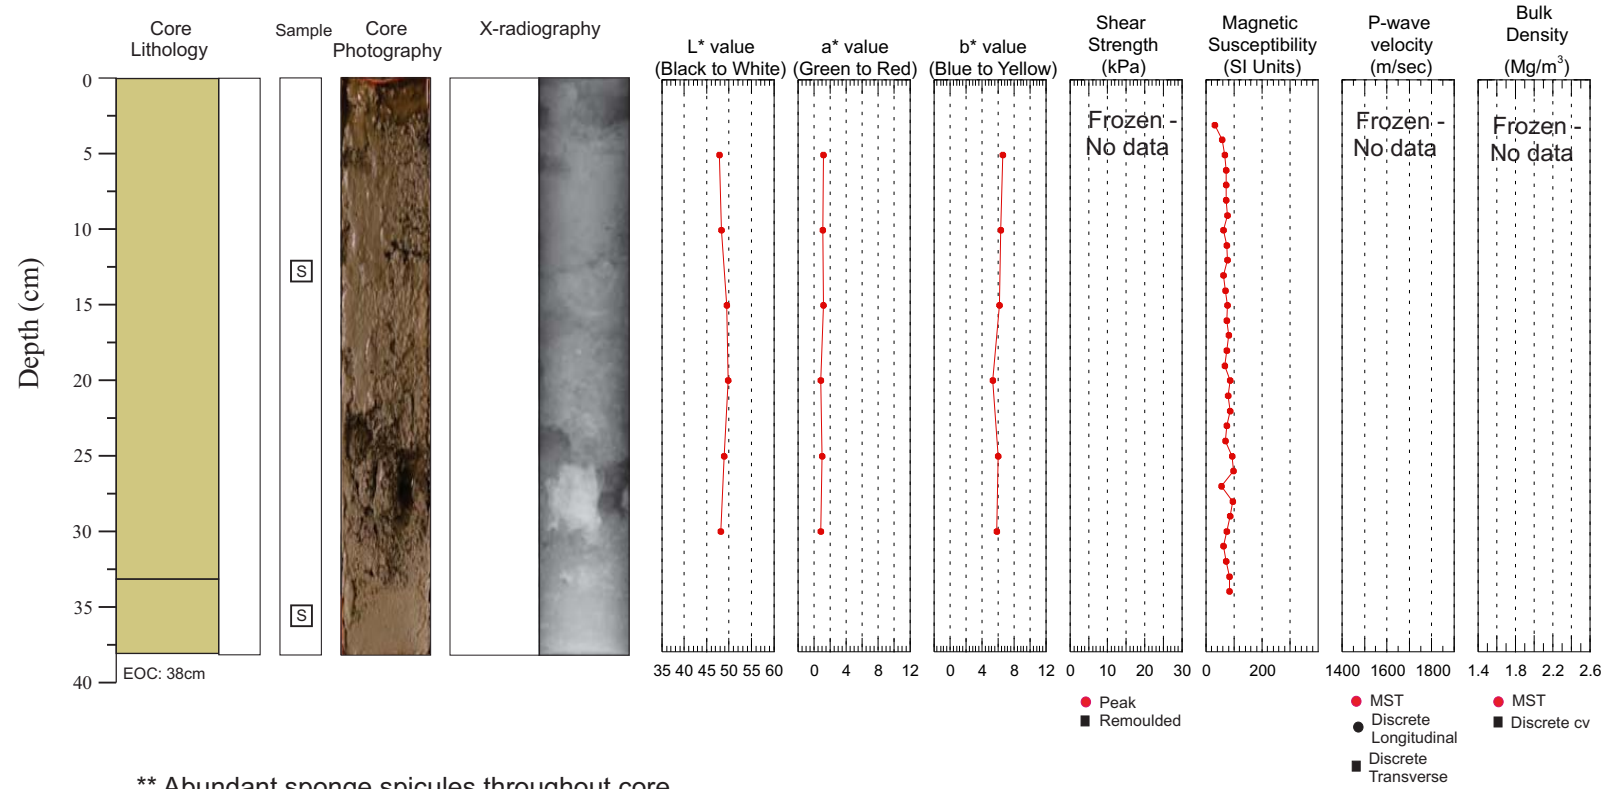 Core
Lithology
Sample
Core
Photography
X-radiography
L* value
(Black to White)
a* value
(Green to Red)
b* value
(Blue to Yellow)
Shear
Strength
(kPa)
Magnetic
Susceptibility
(SI Units)
P-wave
velocity
(m/sec)
Bulk
Density
(Mg/m³)
Depth (cm)
0
5
10
15
20
25
30
35
40
S
S
EOC: 38cm
Frozen -
No data
Frozen -
No data
Frozen -
No data
35 40 45 50 55 60
0 4 8 12
0 4 8 12
0 10 20 30
0 200
1400 1600 1800
1.4 1.8 2.2 2.6
Peak
Remoulded
MST
Discrete
Longitudinal
Discrete
Transverse
MST
Discrete cv
** Abundant sponge spicules throughout core